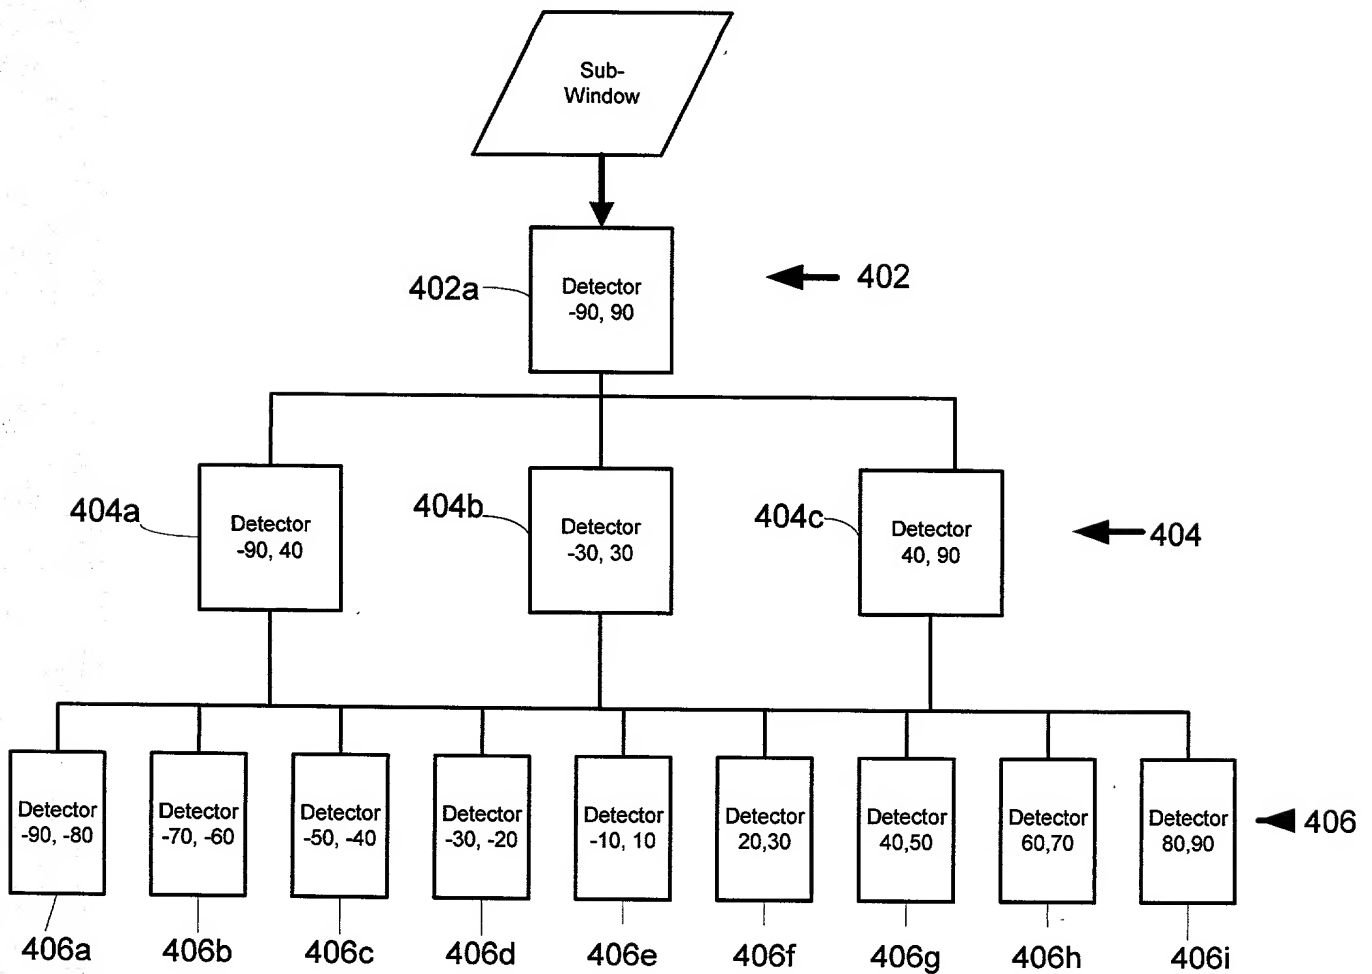 Sub-
Window
402a
Detector
-90, 90
402
404a
Detector
-90, 40
404b
Detector
-30, 30
404c
Detector
40, 90
404
Detector
-90, -80
Detector
-70, -60
Detector
-50, -40
Detector
-30, -20
Detector
-10, 10
Detector
20,30
Detector
40,50
Detector
60,70
Detector
80,90
406
406a
406b
406c
406d
406e
406f
406g
406h
406i